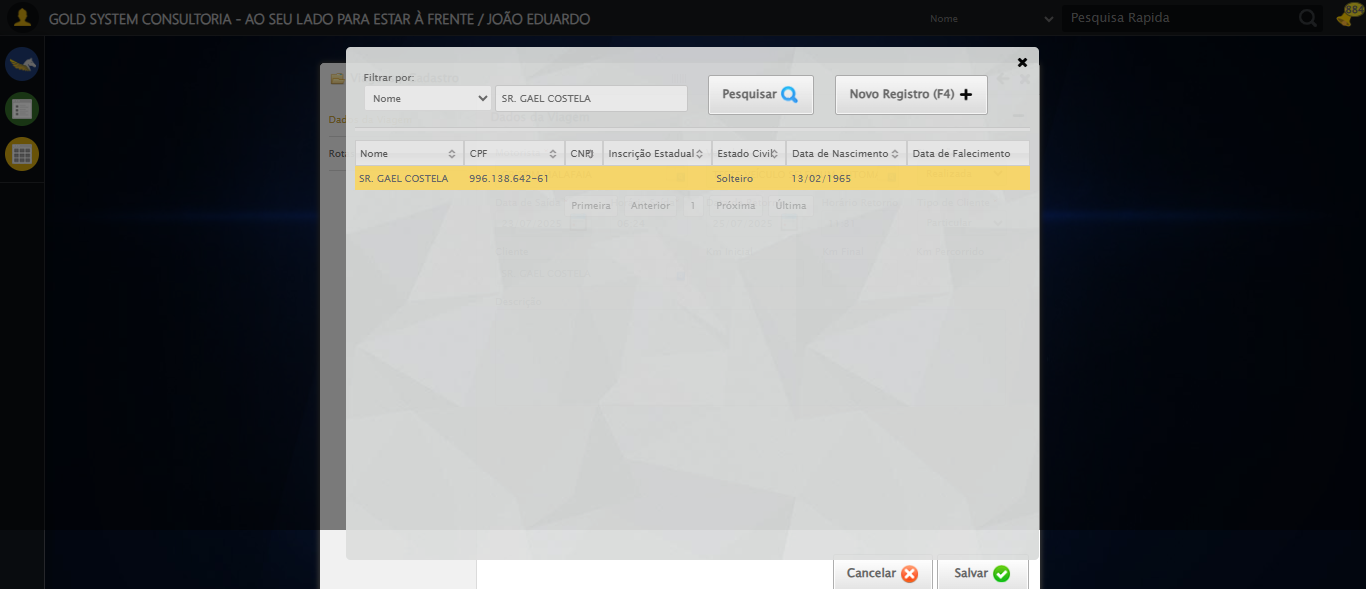 GOLD SYSTEM CONSULTORIA - AO SEU LADO PARA ESTAR À FRENTE / JOÃO EDUARDO
Nome
Pesquisa Rapida
884
Filtrar por:
Nome
SR. GAEL COSTELA
Pesquisar
Novo Registro (F4)
Nome CPF CNPJ Inscrição Estadual Estado Civil Data de Nascimento Data de Falecimento
SR. GAEL COSTELA 996.138.642-61 Solteiro 13/02/1965
Primeira Anterior 1 Próxima Última
Cancelar
Salvar